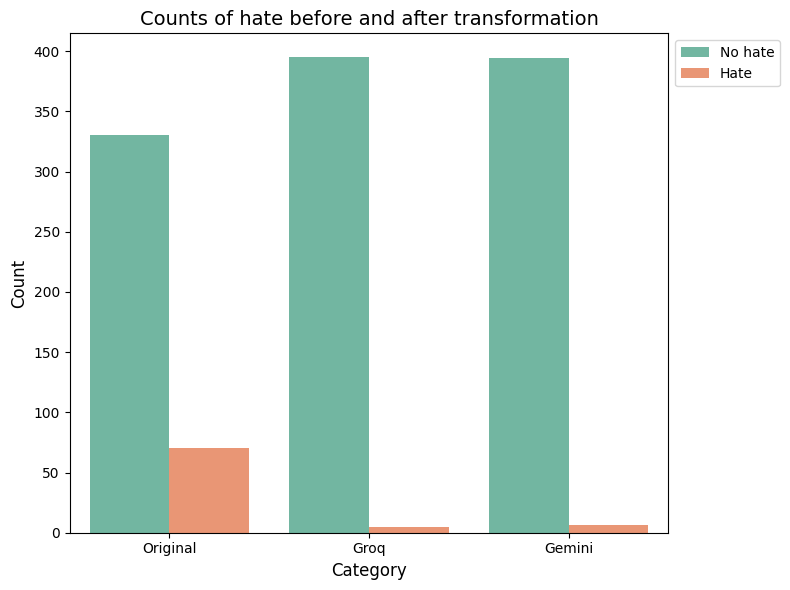 Counts of hate before and after transformation
No hate
Hate
400
350
300
250
200
150
100
50
0
Count
Original
Groq
Gemini
Category